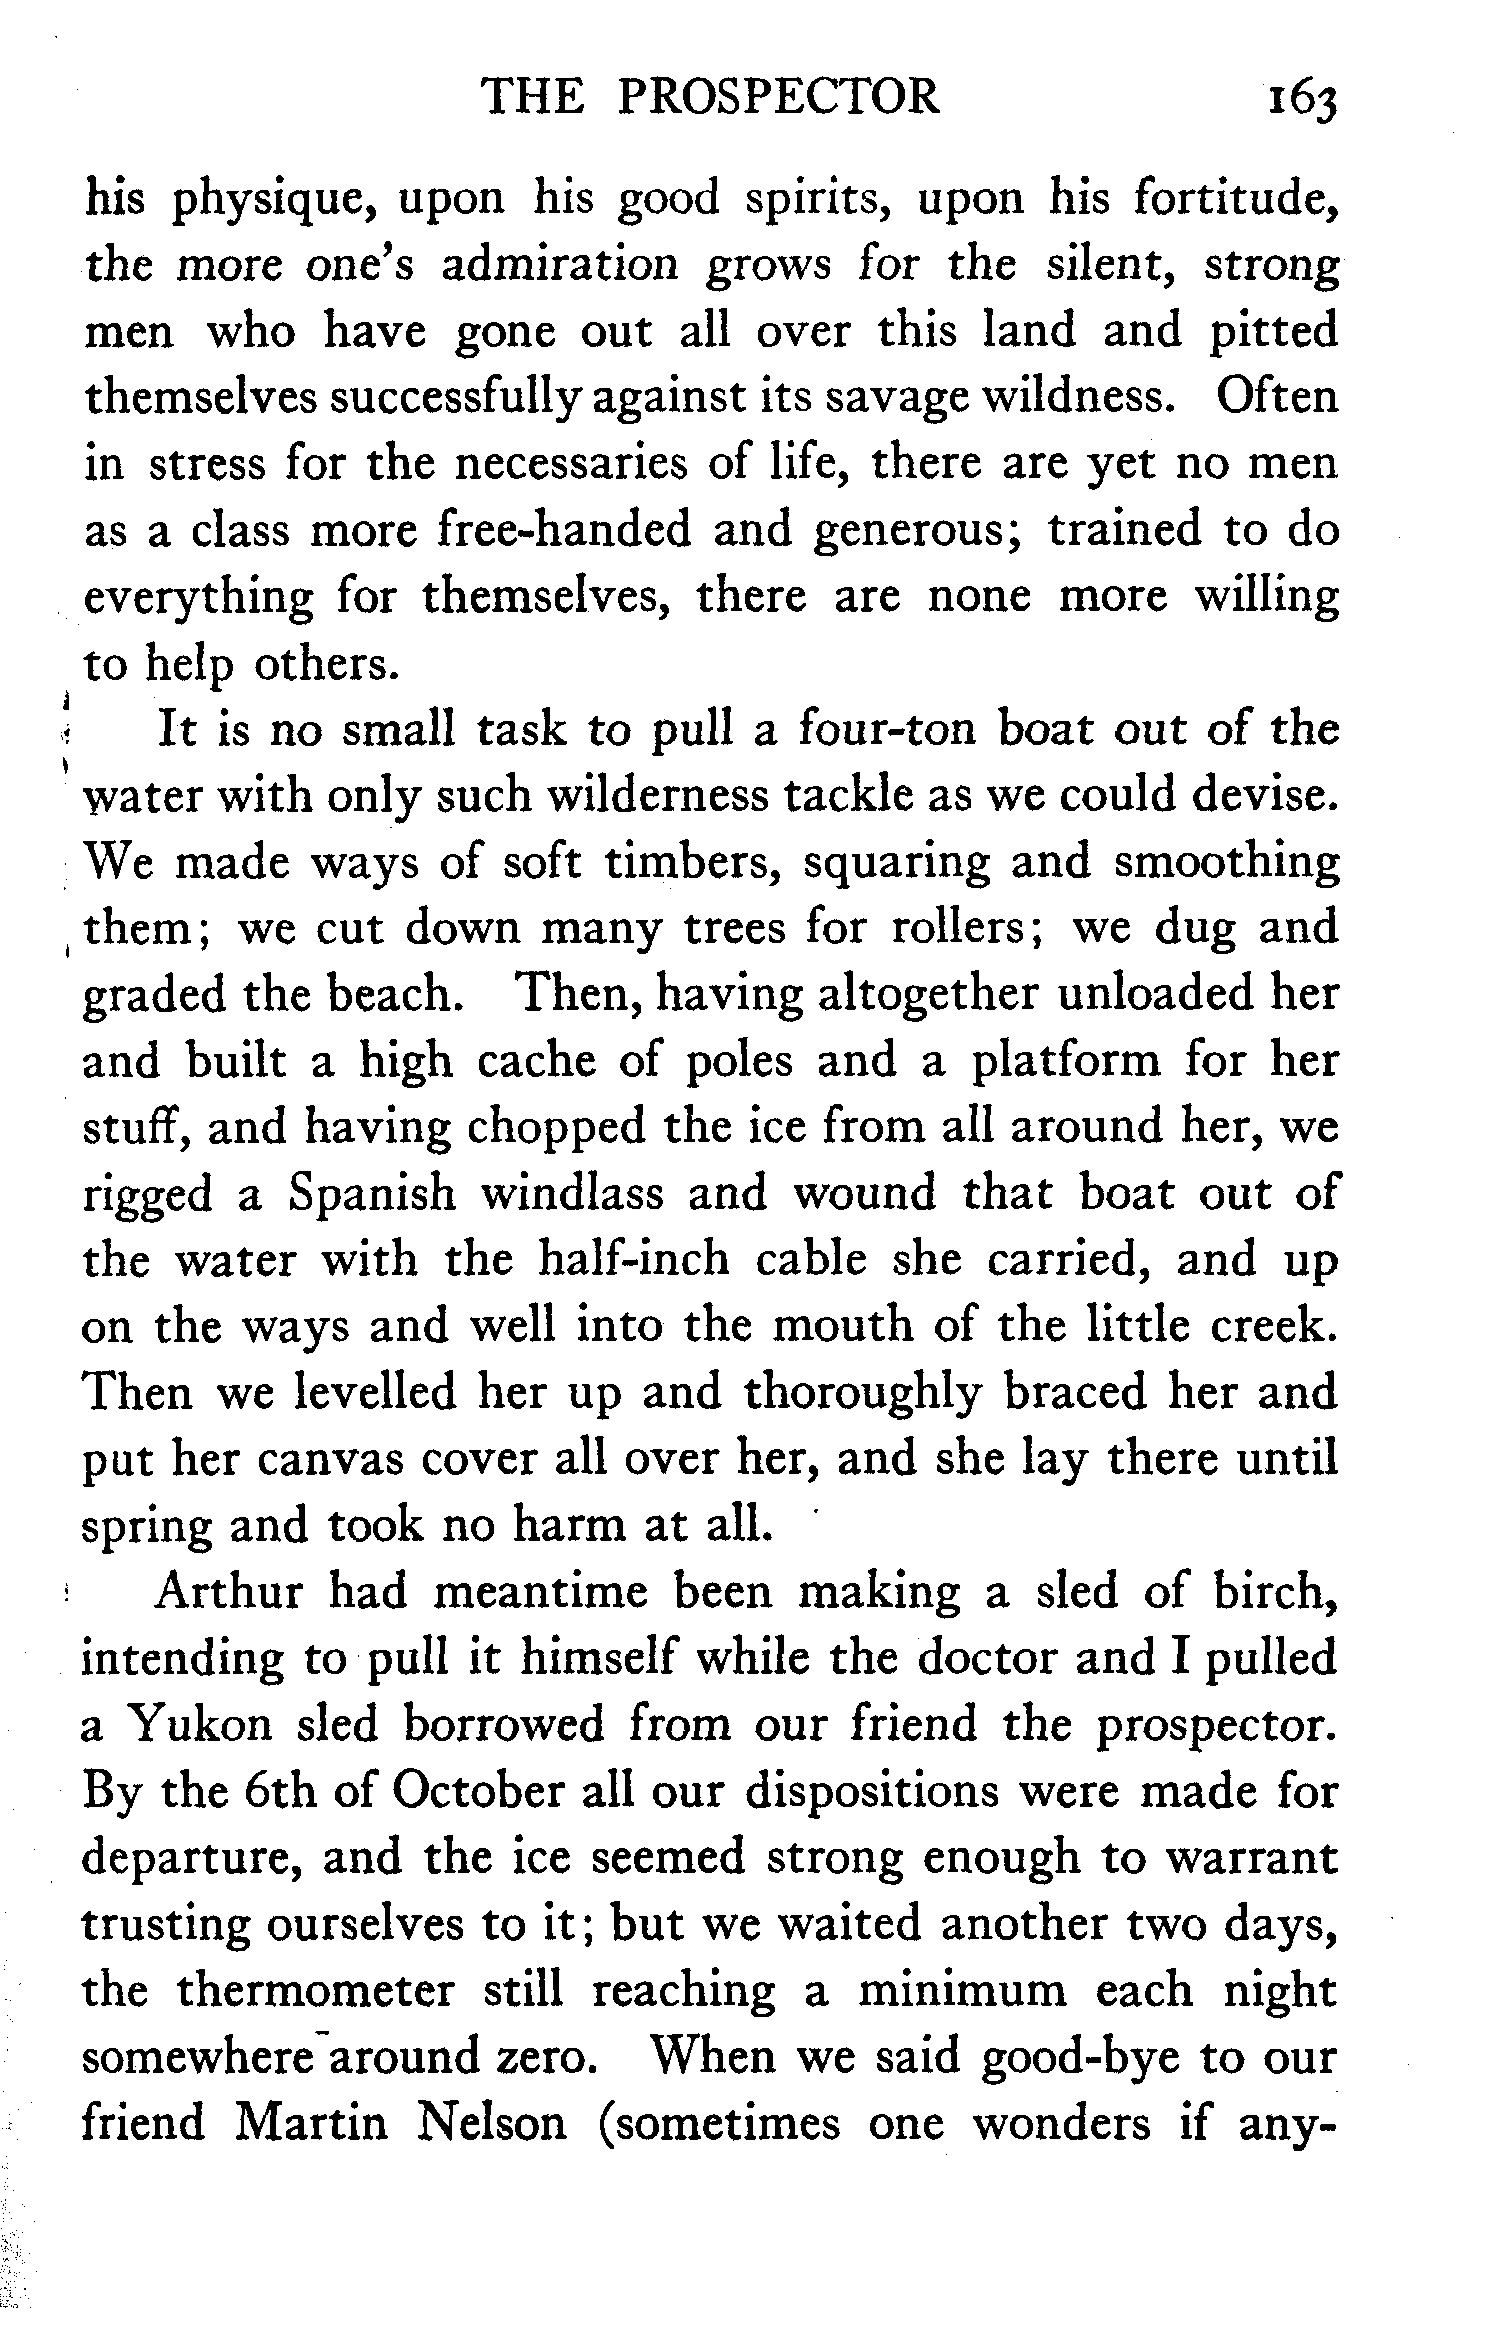 THE PROSPECTOR 163
his physique, upon his good spirits, upon his fortitude,
the more one's admiration grows for the silent, strong
men who have gone out all over this land and pitted
themselves successfully against its savage wildness. Often
in stress for the necessaries of life, there are yet no men
as a class more free-handed and generous; trained to do
everything for themselves, there are none more willing
to help others.
It is no small task to pull a four-ton boat out of the
water with only such wilderness tackle as we could devise.
We made ways of soft timbers, squaring and smoothing
them; we cut down many trees for rollers; we dug and
graded the beach. Then, having altogether unloaded her
and built a high cache of poles and a platform for her
stuff, and having chopped the ice from all around her, we
rigged a Spanish windlass and wound that boat out of
the water with the half-inch cable she carried, and up
on the ways and well into the mouth of the little creek.
Then we levelled her up and thoroughly braced her and
put her canvas cover all over her, and she lay there until
spring and took no harm at all.
Arthur had meantime been making a sled of birch,
intending to pull it himself while the doctor and I pulled
a Yukon sled borrowed from our friend the prospector.
By the 6th of October all our dispositions were made for
departure, and the ice seemed strong enough to warrant
trusting ourselves to it; but we waited another two days,
the thermometer still reaching a minimum each night
somewhere around zero. When we said good-bye to our
friend Martin Nelson (sometimes one wonders if any-